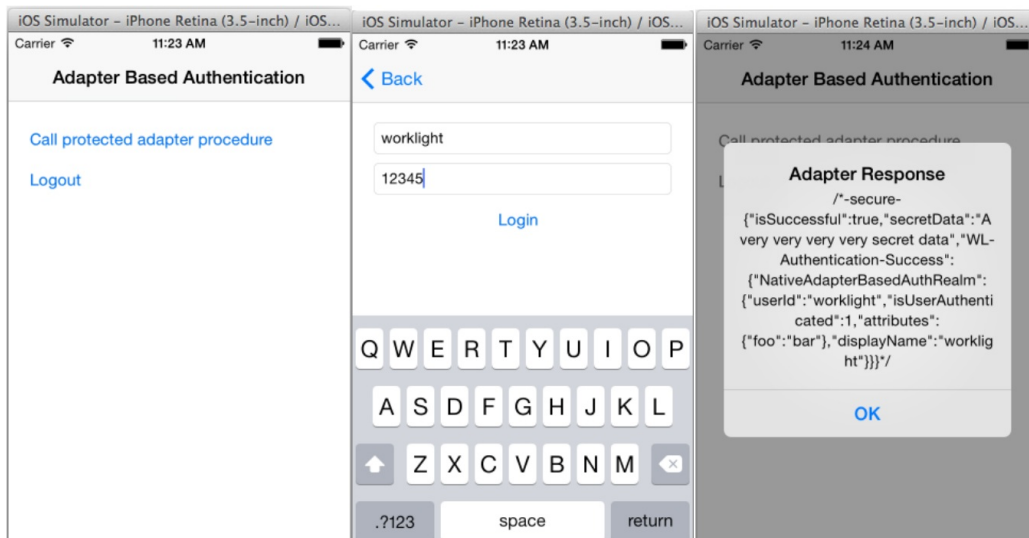 iOS Simulator – iPhone Retina (3.5-inch) / iOS...
Carrier
11:23 AM
Adapter Based Authentication
Call protected adapter procedure
Logout
iOS Simulator – iPhone Retina (3.5-inch) / iOS...
Carrier
11:23 AM
Back
worklight
12345
Login
Q W E R T Y U I O P
A S D F G H J K L
Z X C V B N M
.?123
space
return
iOS Simulator – iPhone Retina (3.5-inch) / iOS...
Carrier
11:24 AM
Adapter Based Authentication
Call protected adapter procedure
L
Adapter Response
/*-secure-
{"isSuccessful":true,"secretData":"A
very very very very secret data","WL-
Authentication-Success":
{"NativeAdapterBasedAuthRealm":
{"userId":"worklight","isUserAuthenti
cated":1,"attributes":
{"foo":"bar"},"displayName":"worklig
ht"}}}*/
OK